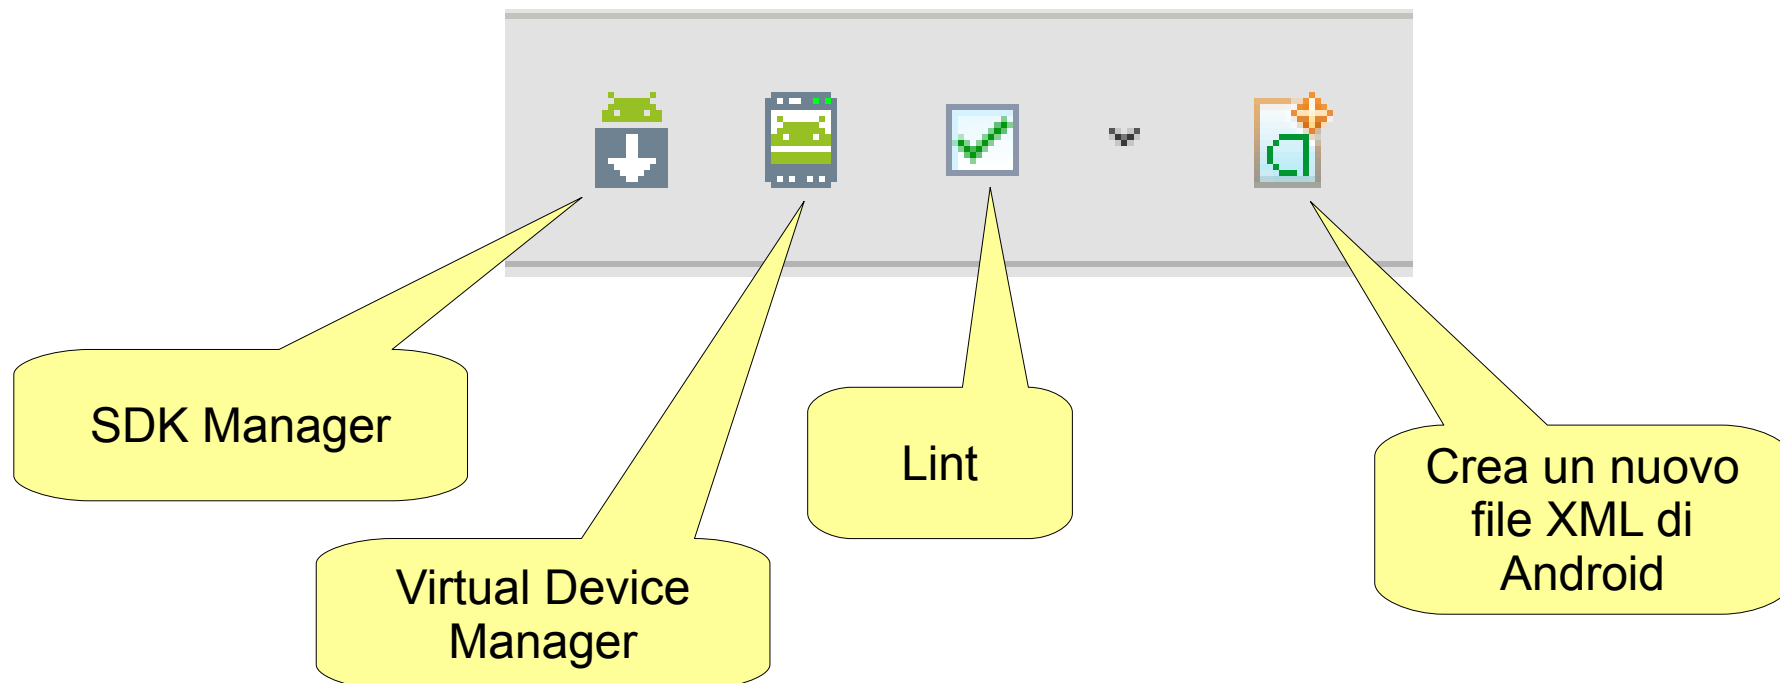 SDK Manager
Virtual Device
Manager
Lint
Crea un nuovo
file XML di
Android